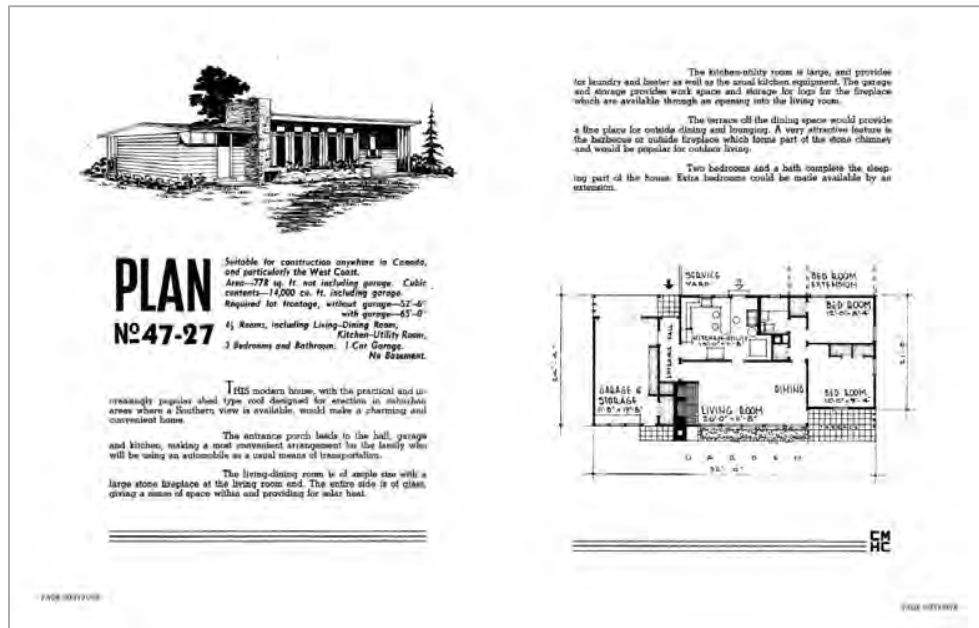 PLAN
Nº 47-27
Suitable for construction anywhere in Canada,
and particularly the West Coast.
Area—778 sq. ft. not including garage. Cubic
contents—14,000 cu. ft. including garage.
Required lot frontage, without garage—52'-6"
with garage—65'-0"
4½ Rooms, including Living-Dining Room,
Kitchen-Utility Room,
Bedrooms and Bathroom. 1 Car Garage.
No Basement.
THIS modern house, with the practical and in-
creasingly popular shed type roof designed for erection in suburban
areas where a Southern view is available, would make a charming and
convenient home.
The entrance porch leads to the hall, garage
and kitchen, making a most convenient arrangement for the family who
will be using an automobile as a usual means of transportation.
The living-dining room is of ample size with a
large stone fireplace at the living room end. The entire side is of glass,
giving a sense of space within and providing for solar heat.
PAGE
The kitchen-utility room is large, and provides
for laundry and heater as well as the usual kitchen equipment. The garage
and storage provides work space and storage for logs for the fireplace
which are available through an opening into the living room.
The terrace off the dining space would provide
a fine place for outside dining and lounging. A very attractive feature is
the barbecue or outside fireplace which forms part of the stone chimney
and would be popular for outdoor living.
Two bedrooms and a bath complete the sleep-
ing part of the house. Extra bedrooms could be made available by an
extension.
SERVICE
YARD
BED ROOM
EXTENSION
BED ROOM
KITCHEN-UTILITY
DINING
BED ROOM
GARAGE &
STORAGE
LIVING ROOM
20'-0" × 11'-8"
TERRACE
GARDEN
CM
HC
PAGE